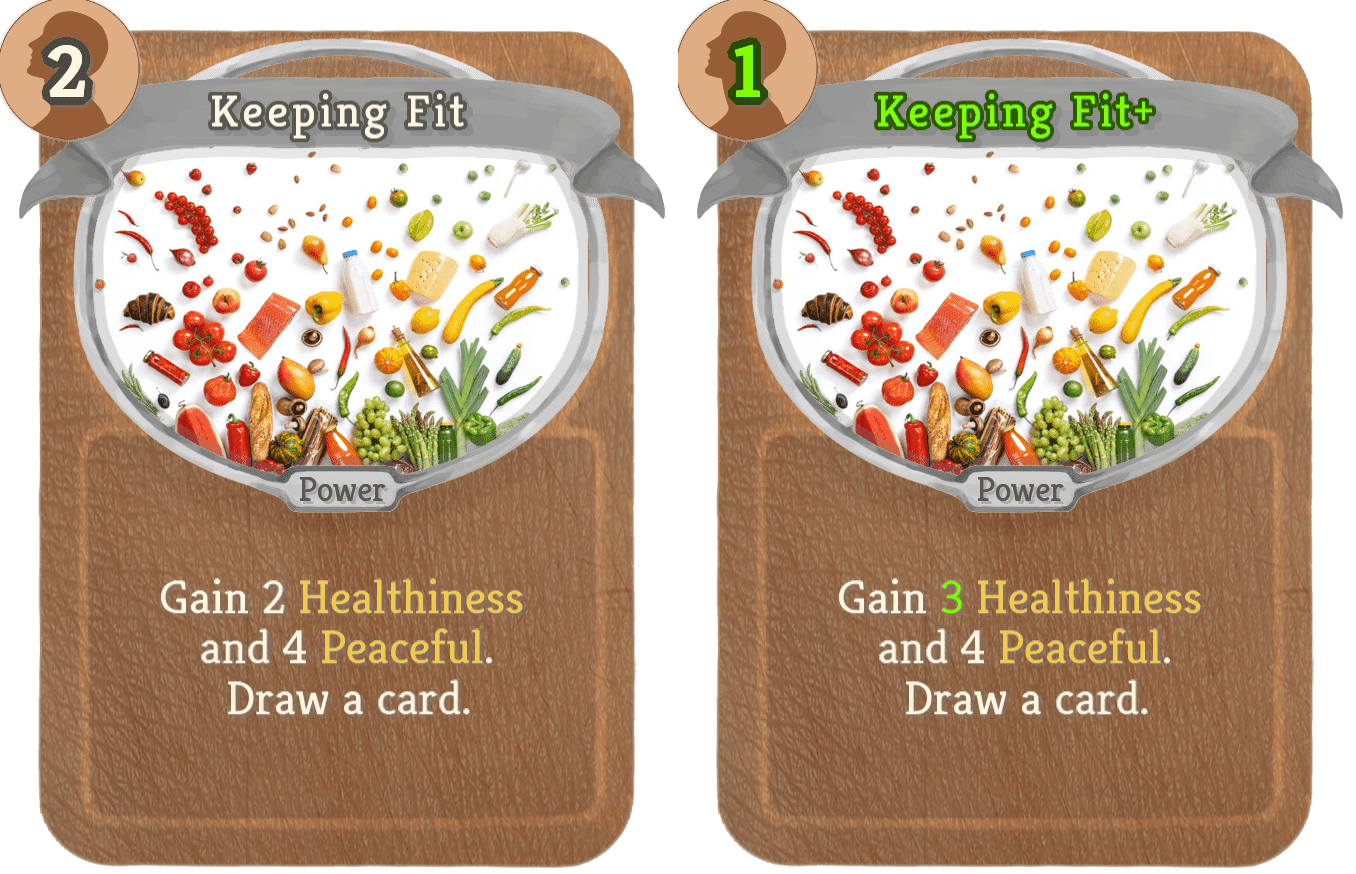 2
Keeping Fit
Power
Gain 2 Healthiness
and 4 Peaceful.
Draw a card.
1
Keeping Fit+
Power
Gain 3 Healthiness
and 4 Peaceful.
Draw a card.